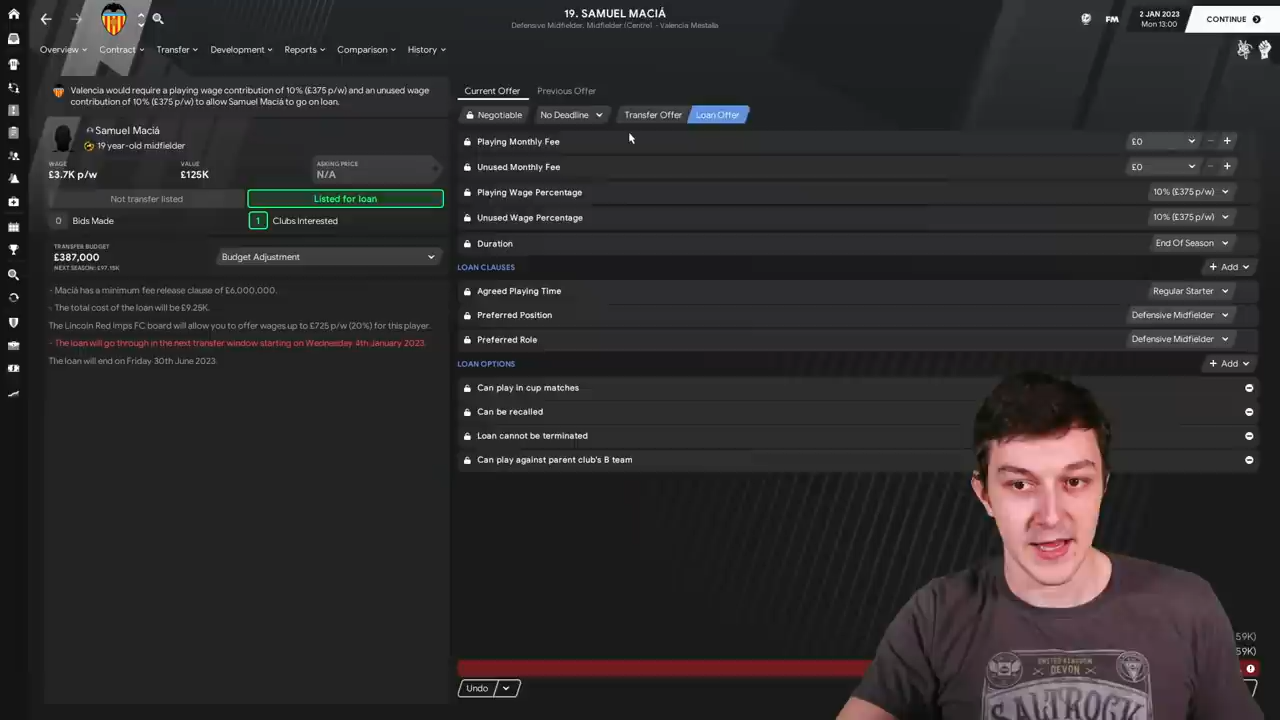 19. SAMUEL MACIÁ
Defensive Midfielder, Midfielder (Centre) - Valencia Mestalla
FM
2 JAN 2023
Mon 13:00
CONTINUE
Overview
Contract
Transfer
Development
Reports
Comparison
History
Valencia would require a playing wage contribution of 10% (£375 p/w) and an unused wage
contribution of 10% (£375 p/w) to allow Samuel Maciá to go on loan.
Samuel Maciá
19 year-old midfielder
WAGE
£3.7K p/w
VALUE
£125K
ASKING PRICE
N/A
Not transfer listed
Listed for loan
0 Bids Made
1 Clubs Interested
TRANSFER BUDGET
£387,000
NEXT SEASON: £97.15K
Budget Adjustment
- Maciá has a minimum fee release clause of £6,000,000.
- The total cost of the loan will be £9.25K.
The Lincoln Red Imps FC board will allow you to offer wages up to £725 p/w (20%) for this player.
- The loan will go through in the next transfer window starting on Wednesday 4th January 2023.
The loan will end on Friday 30th June 2023.
Current Offer
Previous Offer
Negotiable
No Deadline
Transfer Offer
Loan Offer
Playing Monthly Fee £0
Unused Monthly Fee £0
Playing Wage Percentage 10% (£375 p/w)
Unused Wage Percentage 10% (£375 p/w)
Duration End Of Season
LOAN CLAUSES + Add
Agreed Playing Time Regular Starter
Preferred Position Defensive Midfielder
Preferred Role Defensive Midfielder
LOAN OPTIONS + Add
Can play in cup matches
Can be recalled
Loan cannot be terminated
Can play against parent club's B team
59K)
59K)
Undo
UNITED KINGDOM
DEVON
SALTROCK